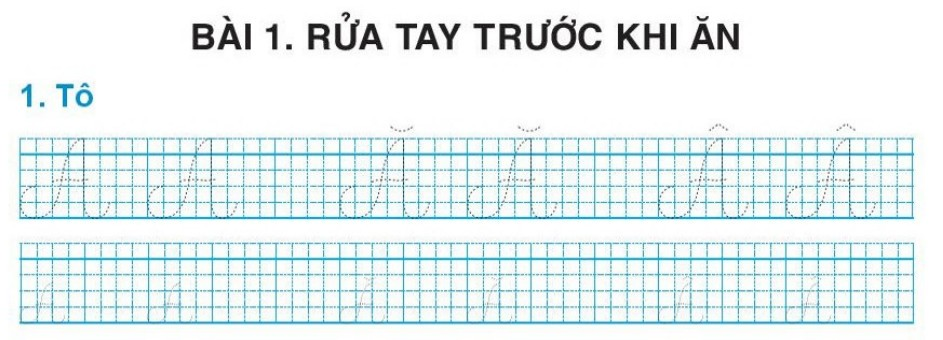 BÀI 1. RỬA TAY TRƯỚC KHI ĂN
1. Tô
A A Ă Ă Â Â
A A Ă Ă Â Â